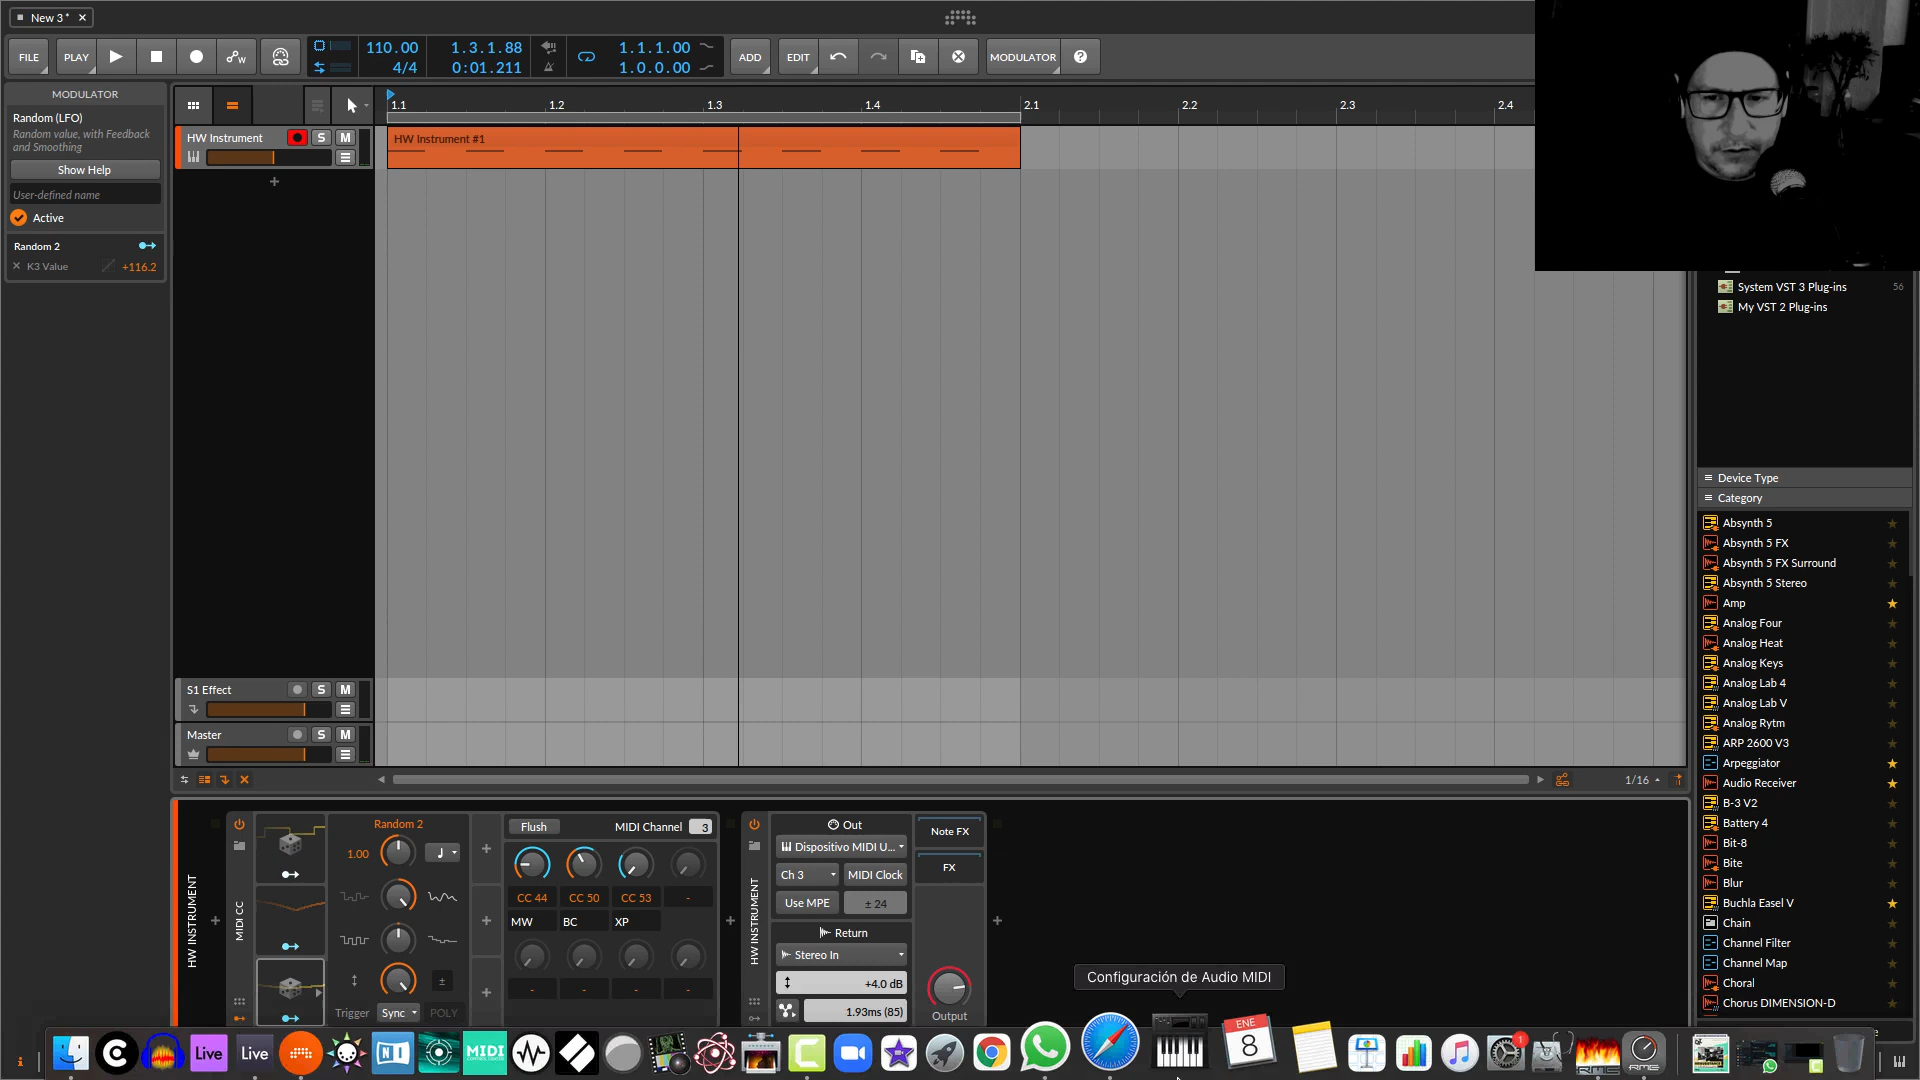 New 3 *
FILE
PLAY
110.00
4/4
1.3.1.88
0:01.211
1.1.1.00
1.0.0.00
ADD
EDIT
MODULATOR
?
MODULATOR
Random (LFO)
Random value, with Feedback
and Smoothing
Show Help
User-defined name
Active
Random 2
K3 Value
+116.2
1.1
1.2
1.3
1.4
2.1
2.2
2.3
2.4
HW Instrument
S
M
HW Instrument #1
S1 Effect
S
M
Master
S
M
1/16
System VST 3 Plug-ins
56
My VST 2 Plug-ins
Device Type
Category
Absynth 5
Absynth 5 FX
Absynth 5 FX Surround
Absynth 5 Stereo
Amp
Analog Four
Analog Heat
Analog Keys
Analog Lab 4
Analog Lab V
Analog Rytm
ARP 2600 V3
Arpeggiator
Audio Receiver
B-3 V2
Battery 4
Bit-8
Bite
Blur
Buchla Easel V
Chain
Channel Filter
Channel Map
Choral
Chorus DIMENSION-D
HW INSTRUMENT
MIDI CC
Random 2
1.00
Trigger
Sync
POLY
Flush
MIDI Channel
3
CC 44
CC 50
CC 53
-
MW
BC
XP
-
-
-
-
HW INSTRUMENT
Out
Dispositivo MIDI U...
Ch 3
MIDI Clock
Use MPE
± 24
Return
Stereo In
+4.0 dB
1.93ms (85)
Note FX
FX
Output
Configuración de Audio MIDI
Live
Live
MIDI
ENE
8
1